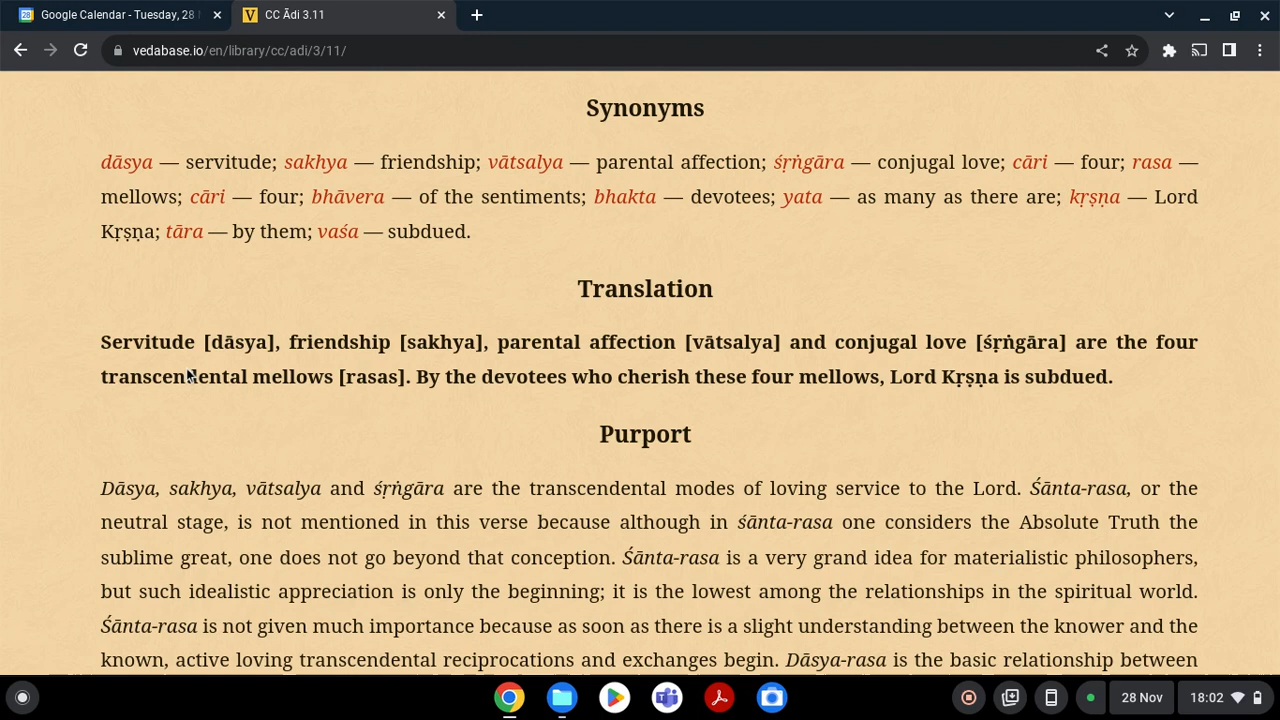 Google Calendar - Tuesday, 28
CC Ādi 3.11
vedabase.io/en/library/cc/adi/3/11/
Synonyms
dāsya — servitude; sakhya — friendship; vātsalya — parental affection; śṛṅgāra — conjugal love; cāri — four; rasa —
mellows; cāri — four; bhāvera — of the sentiments; bhakta — devotees; yata — as many as there are; kṛṣṇa — Lord
Kṛṣṇa; tāra — by them; vaśa — subdued.
Translation
Servitude [dāsya], friendship [sakhya], parental affection [vātsalya] and conjugal love [śṛṅgāra] are the four
transcendental mellows [rasas]. By the devotees who cherish these four mellows, Lord Kṛṣṇa is subdued.
Purport
Dāsya, sakhya, vātsalya and śṛṅgāra are the transcendental modes of loving service to the Lord. Śānta-rasa, or the
neutral stage, is not mentioned in this verse because although in śānta-rasa one considers the Absolute Truth the
sublime great, one does not go beyond that conception. Śānta-rasa is a very grand idea for materialistic philosophers,
but such idealistic appreciation is only the beginning; it is the lowest among the relationships in the spiritual world.
Śānta-rasa is not given much importance because as soon as there is a slight understanding between the knower and the
known, active loving transcendental reciprocations and exchanges begin. Dāsya-rasa is the basic relationship between
28 Nov
18:02